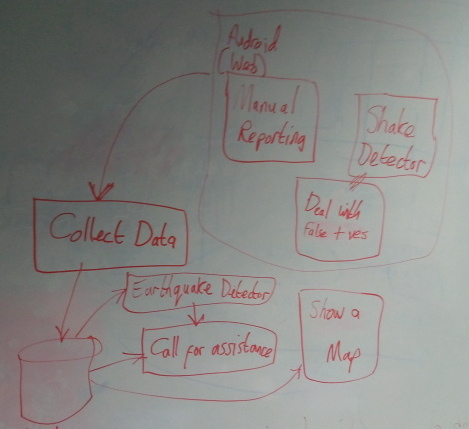 Android
(Web)
Manual
Reporting
Shake
Detector
Deal with
False + ves
Collect Data
Earthquake Detector
Call for assistance
Show a
Map